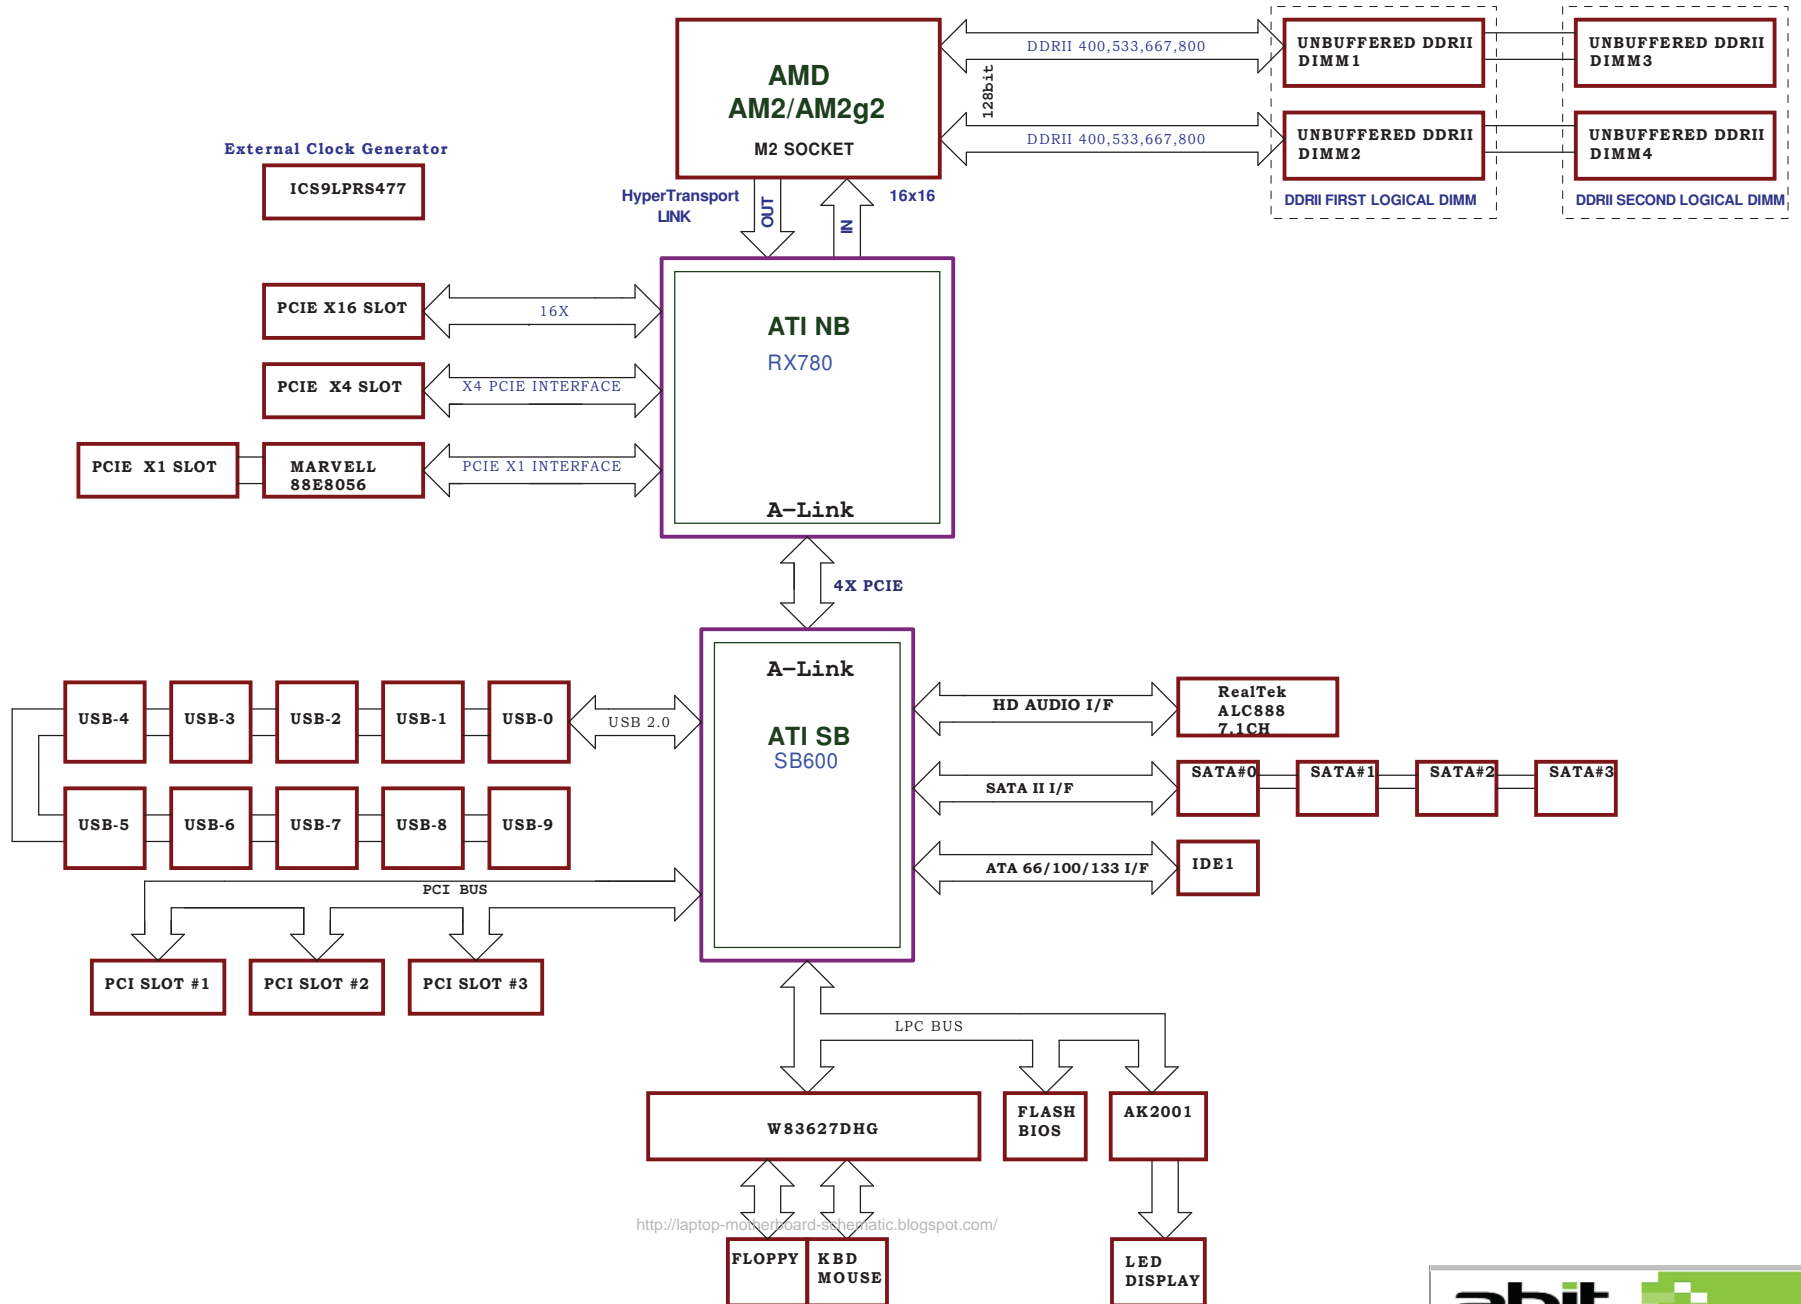 AMD
AM2/AM2g2
M2 SOCKET
DDRII 400,533,667,800
128bit
DDRII 400,533,667,800
UNBUFFERED DDRII
DIMM1
UNBUFFERED DDRII
DIMM3
UNBUFFERED DDRII
DIMM2
UNBUFFERED DDRII
DIMM4
DDRII FIRST LOGICAL DIMM
DDRII SECOND LOGICAL DIMM
External Clock Generator
ICS9LPRS477
HyperTransport
LINK
OUT
IN
16x16
PCIE X16 SLOT
16X
ATI NB
RX780
PCIE X4 SLOT
X4 PCIE INTERFACE
PCIE X1 SLOT
MARVELL
88E8056
PCIE X1 INTERFACE
A-Link
4X PCIE
A-Link
ATI SB
SB600
USB-4
USB-3
USB-2
USB-1
USB-0
USB 2.0
USB-5
USB-6
USB-7
USB-8
USB-9
HD AUDIO I/F
RealTek
ALC888
7.1CH
SATA II I/F
SATA#0
SATA#1
SATA#2
SATA#3
ATA 66/100/133 I/F
IDE1
PCI BUS
PCI SLOT #1
PCI SLOT #2
PCI SLOT #3
LPC BUS
W83627DHG
FLASH
BIOS
AK2001
http://laptop-motherboard-schematic.blogspot.com/
FLOPPY
KBD
MOUSE
LED
DISPLAY
abit